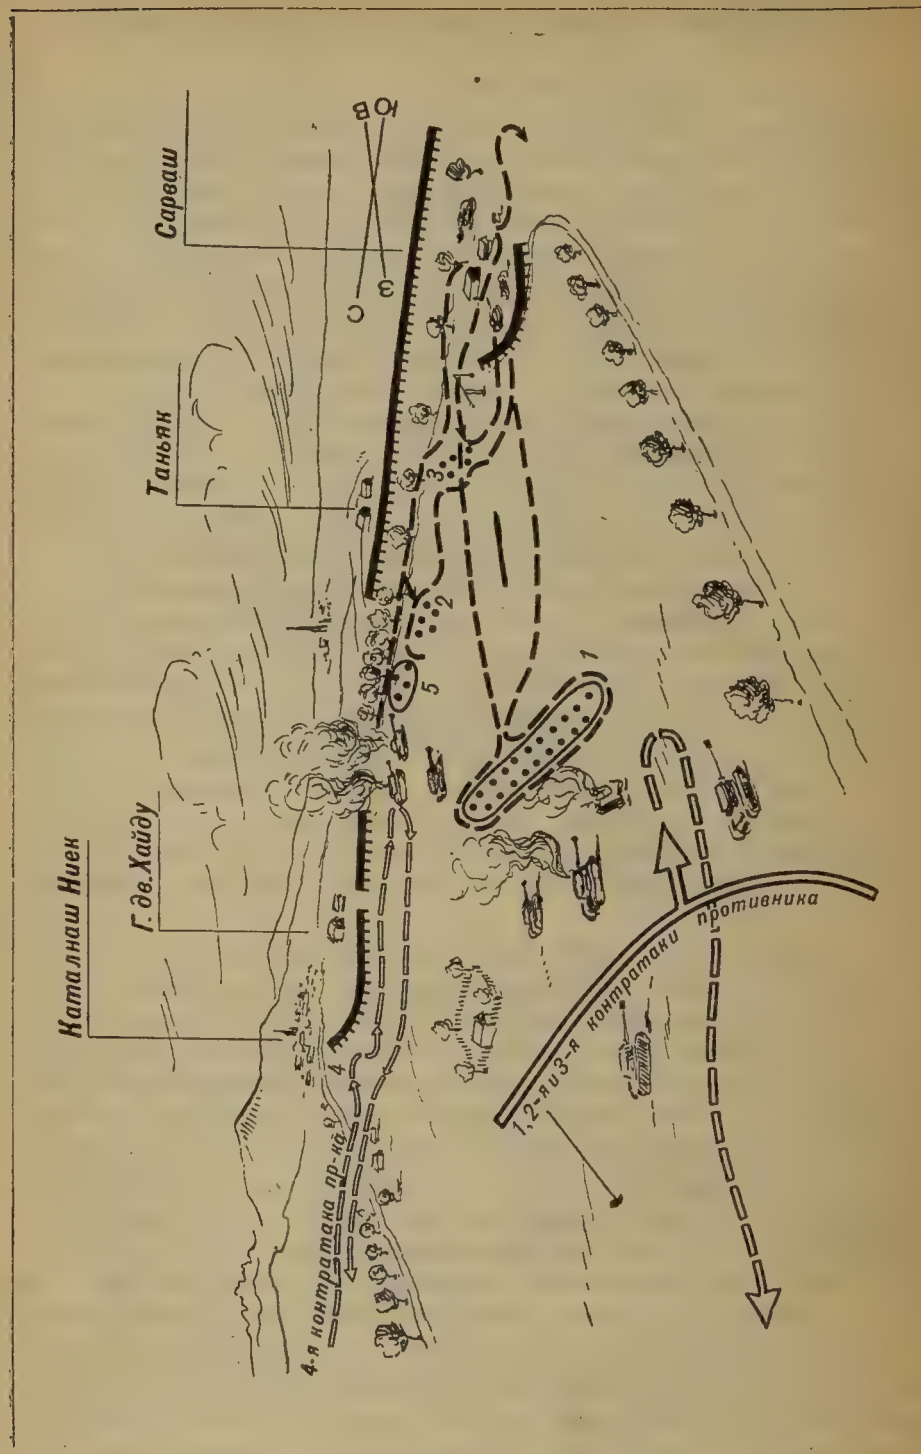 Каталнаш Ниек
Г. дв. Хайду
Таньяк
Сарваш
Ю
В
С
З
4-я контратака пр-ка
4
5
2
3
1
1,2-я и 3-я контратаки противника